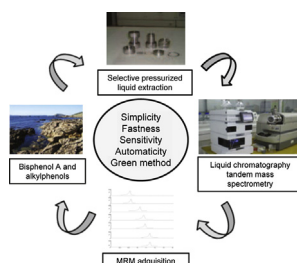 Selective pressurized
liquid extraction
Simplicity
Fastness
Sensitivity
Automaticity
Green method
Bisphenol A and
alkylphenols
Liquid chromatography
tandem mass
spectrometry
MRM adquisition